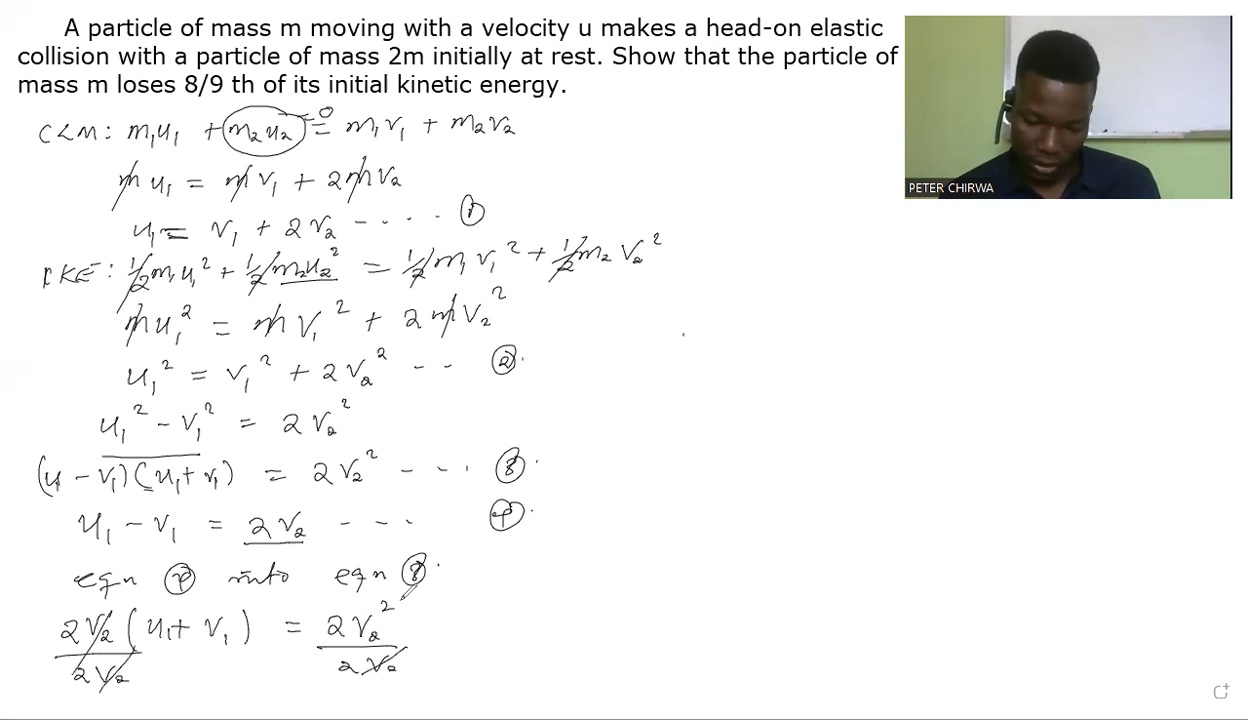 A particle of mass m moving with a velocity u makes a head-on elastic
collision with a particle of mass 2m initially at rest. Show that the particle of
mass m loses 8/9 th of its initial kinetic energy.
CLM: m₁u₁ + m₂u₂ = m₁v₁ + m₂v₂
0
mu₁ = mv₁ + 2mv₂
u₁ = v₁ + 2v₂ ---- ①
CKE: ½m₁u₁² + ½m₂u₂² = ½m₁v₁² + ½m₂v₂²
mu₁² = mv₁² + 2mv₂²
u₁² = v₁² + 2v₂² -- ②.
u₁² - v₁² = 2v₂²
(u - v₁)(u₁ + v₁) = 2v₂² --- ③.
u₁ - v₁ = 2v₂ --- ④.
eqn ④ into eqn ③.
2v₂(u₁ + v₁) = 2v₂²
2v₂ 2v₂
PETER CHIRWA